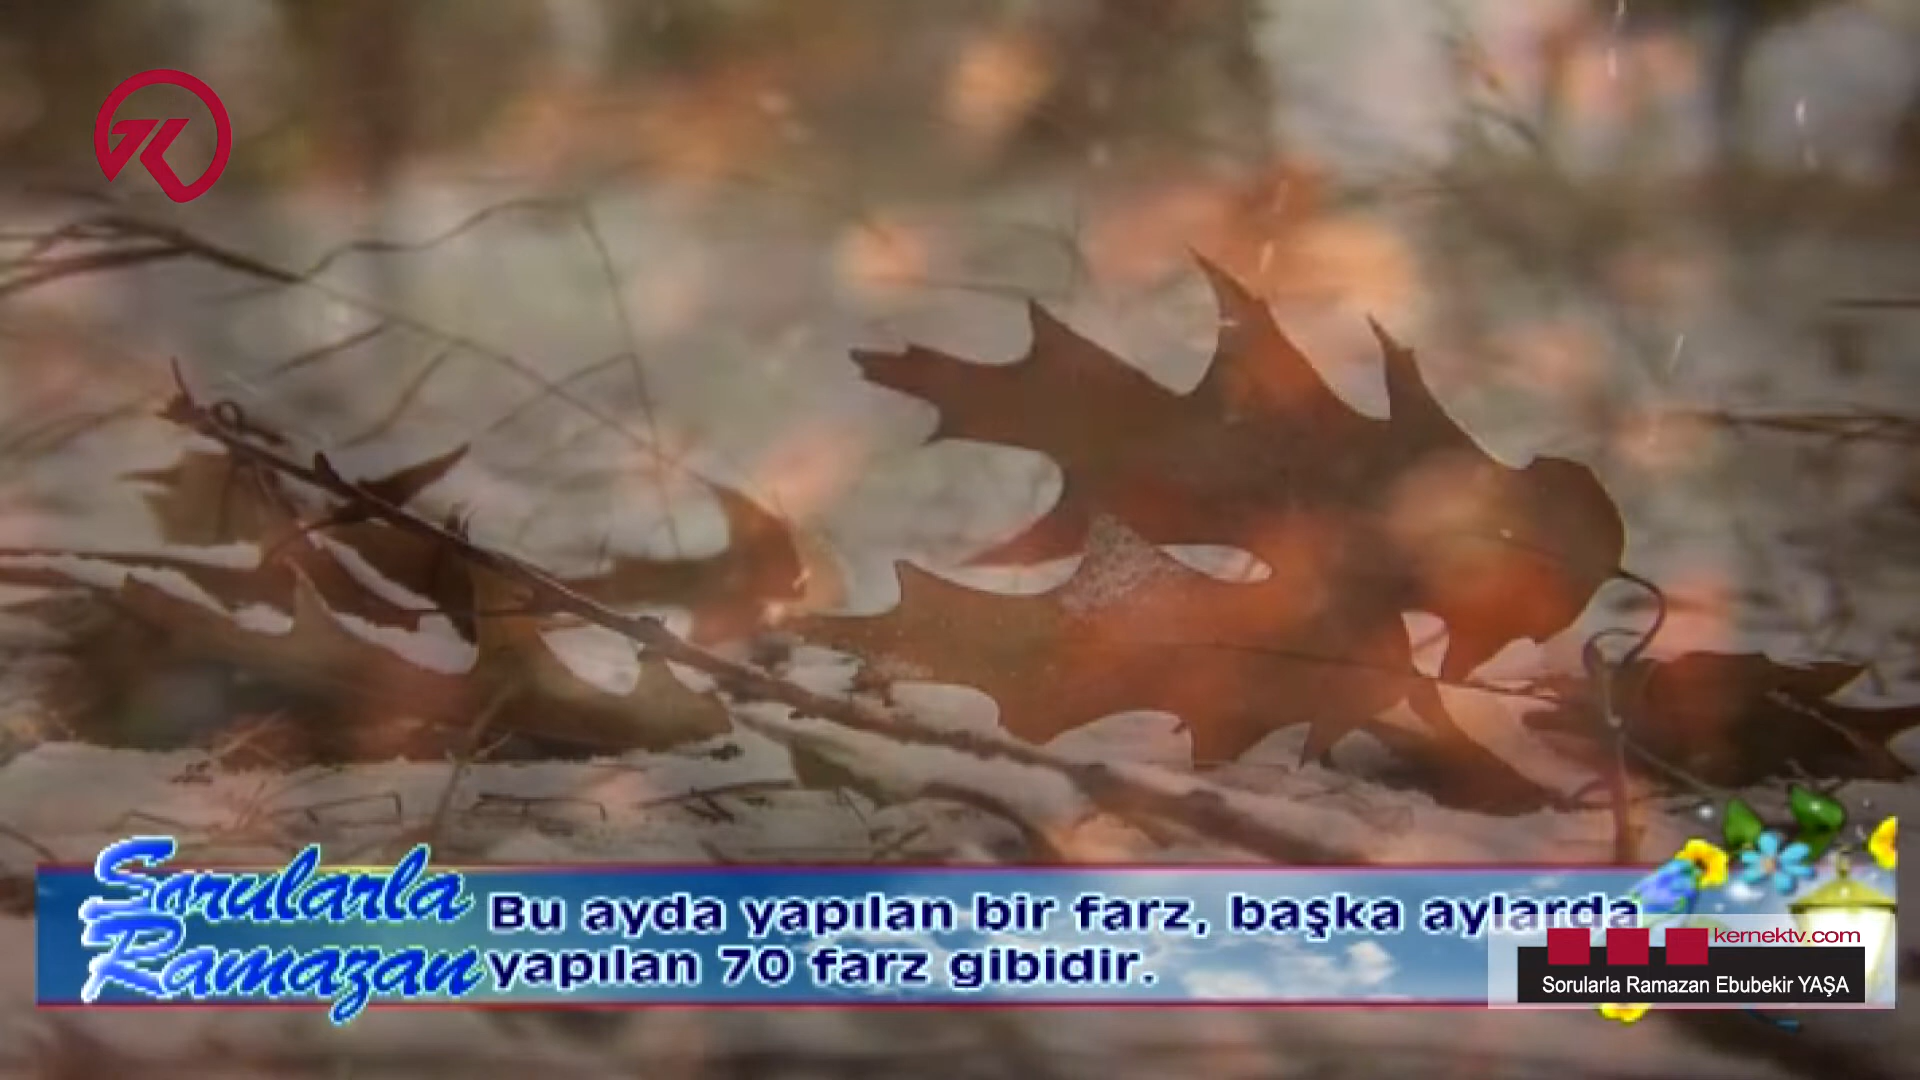 Sorularla
Ramazan
Bu ayda yapılan bir farz, başka aylarda
yapılan 70 farz gibidir.
kernektv.com
Sorularla Ramazan Ebubekir YAŞA